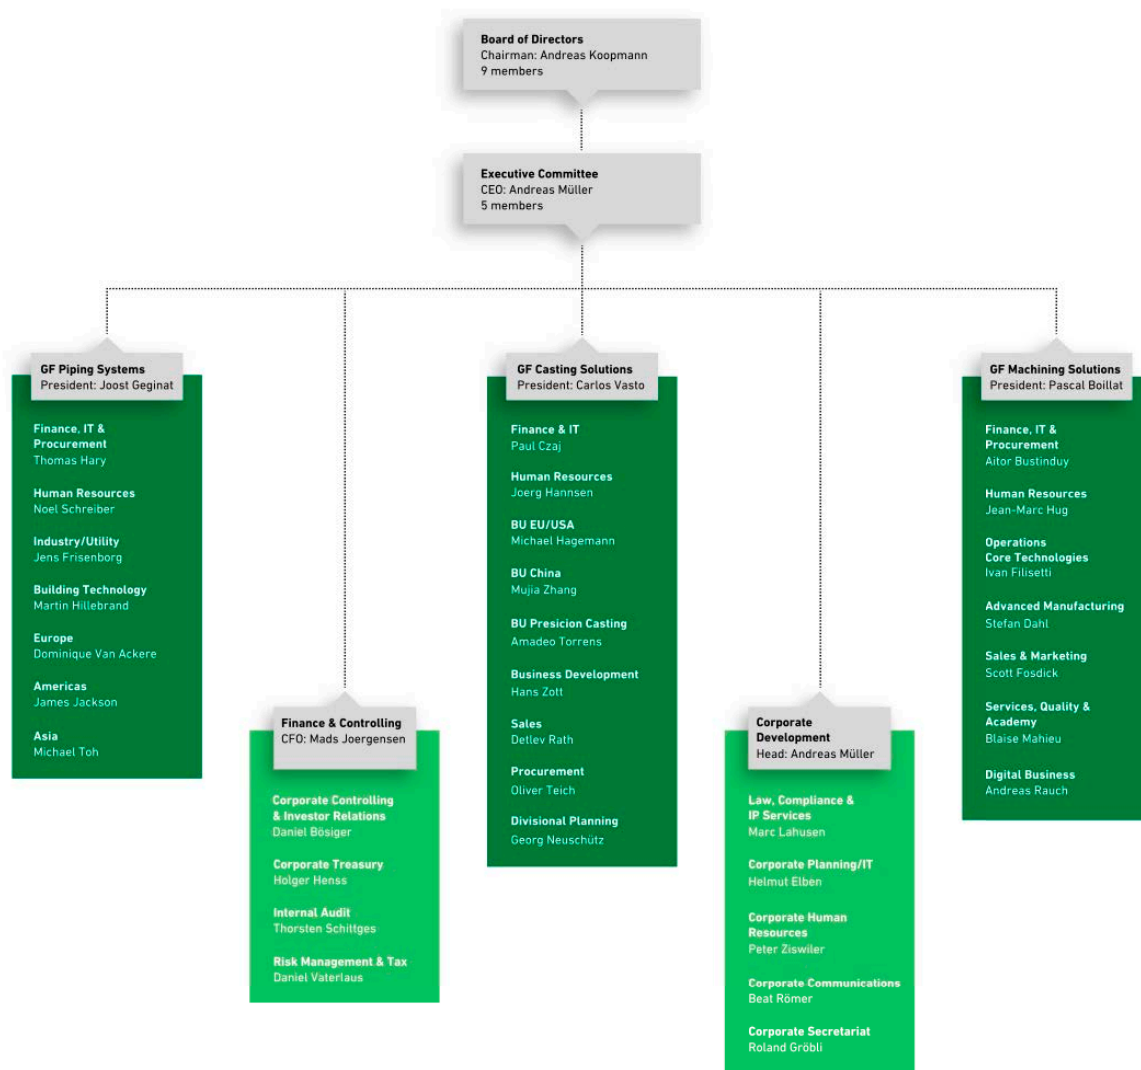 Board of Directors
Chairman: Andreas Koopmann
9 members
Executive Committee
CEO: Andreas Müller
5 members
GF Piping Systems
President: Joost Geginat
Finance, IT &
Procurement
Thomas Hary
Human Resources
Noel Schreiber
Industry/Utility
Jens Frisenborg
Building Technology
Martin Hillebrand
Europe
Dominique Van Ackere
Americas
James Jackson
Asia
Michael Toh
Finance & Controlling
CFO: Mads Joergensen
Corporate Controlling
& Investor Relations
Daniel Bösiger
Corporate Treasury
Holger Henss
Internal Audit
Thorsten Schittges
Risk Management & Tax
Daniel Vaterlaus
GF Casting Solutions
President: Carlos Vasto
Finance & IT
Paul Czaj
Human Resources
Joerg Hannsen
BU EU/USA
Michael Hagemann
BU China
Mujia Zhang
BU Presicion Casting
Amadeo Torrens
Business Development
Hans Zott
Sales
Detlev Rath
Procurement
Oliver Teich
Divisional Planning
Georg Neuschütz
Corporate
Development
Head: Andreas Müller
Law, Compliance &
IP Services
Marc Lahusen
Corporate Planning/IT
Helmut Elben
Corporate Human
Resources
Peter Ziswiler
Corporate Communications
Beat Römer
Corporate Secretariat
Roland Gröbli
GF Machining Solutions
President: Pascal Boillat
Finance, IT &
Procurement
Aitor Bustinduy
Human Resources
Jean-Marc Hug
Operations
Core Technologies
Ivan Filisetti
Advanced Manufacturing
Stefan Dahl
Sales & Marketing
Scott Fosdick
Services, Quality &
Academy
Blaise Mahieu
Digital Business
Andreas Rauch